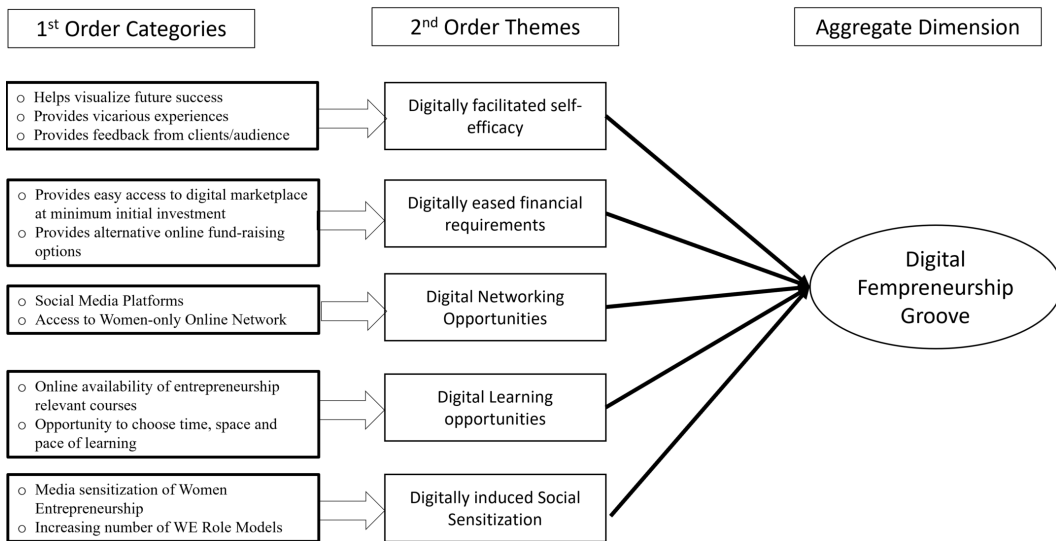 1st Order Categories
2nd Order Themes
Aggregate Dimension
○ Helps visualize future success
○ Provides vicarious experiences
○ Provides feedback from clients/audience
Digitally facilitated self-
efficacy
○ Provides easy access to digital marketplace
at minimum initial investment
○ Provides alternative online fund-raising
options
Digitally eased financial
requirements
○ Social Media Platforms
○ Access to Women-only Online Network
Digital Networking
Opportunities
○ Online availability of entrepreneurship
relevant courses
○ Opportunity to choose time, space and
pace of learning
Digital Learning
opportunities
○ Media sensitization of Women
Entrepreneurship
○ Increasing number of WE Role Models
Digitally induced Social
Sensitization
Digital
Fempreneurship
Groove